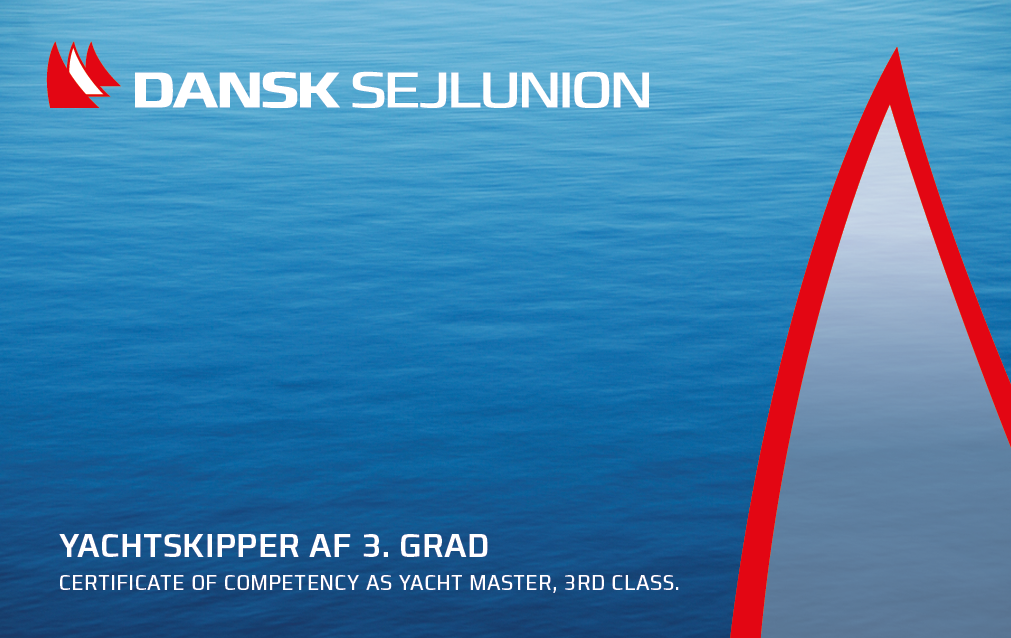 DANSK SEJLUNION
YACHTSKIPPER AF 3. GRAD
CERTIFICATE OF COMPETENCY AS YACHT MASTER, 3RD CLASS.